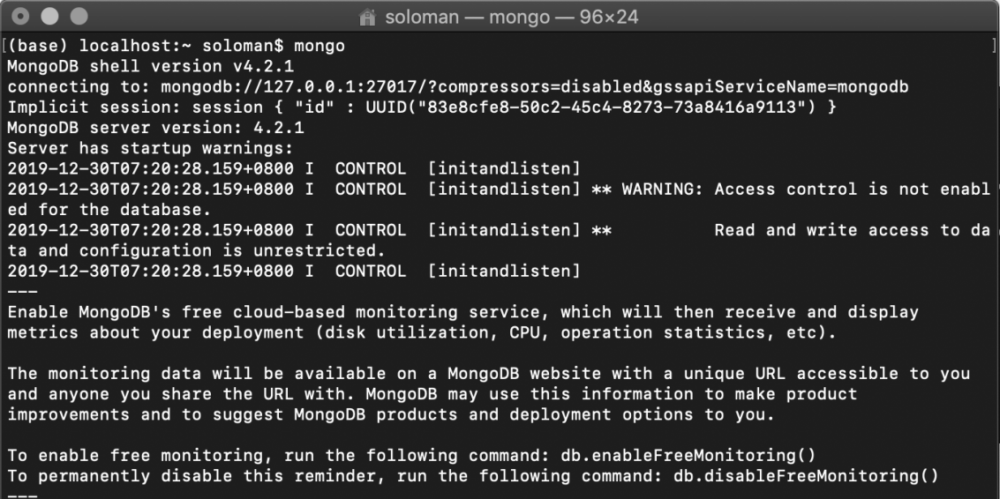 soloman — mongo — 96×24
[(base) localhost:~ soloman$ mongo ]
MongoDB shell version v4.2.1
connecting to: mongodb://127.0.0.1:27017/?compressors=disabled&gssapiServiceName=mongodb
Implicit session: session { "id" : UUID("83e8cfe8-50c2-45c4-8273-73a8416a9113") }
MongoDB server version: 4.2.1
Server has startup warnings:
2019-12-30T07:20:28.159+0800 I  CONTROL  [initandlisten]
2019-12-30T07:20:28.159+0800 I  CONTROL  [initandlisten] ** WARNING: Access control is not enabl
ed for the database.
2019-12-30T07:20:28.159+0800 I  CONTROL  [initandlisten] **          Read and write access to da
ta and configuration is unrestricted.
2019-12-30T07:20:28.159+0800 I  CONTROL  [initandlisten]
---
Enable MongoDB's free cloud-based monitoring service, which will then receive and display
metrics about your deployment (disk utilization, CPU, operation statistics, etc).

The monitoring data will be available on a MongoDB website with a unique URL accessible to you
and anyone you share the URL with. MongoDB may use this information to make product
improvements and to suggest MongoDB products and deployment options to you.

To enable free monitoring, run the following command: db.enableFreeMonitoring()
To permanently disable this reminder, run the following command: db.disableFreeMonitoring()
---